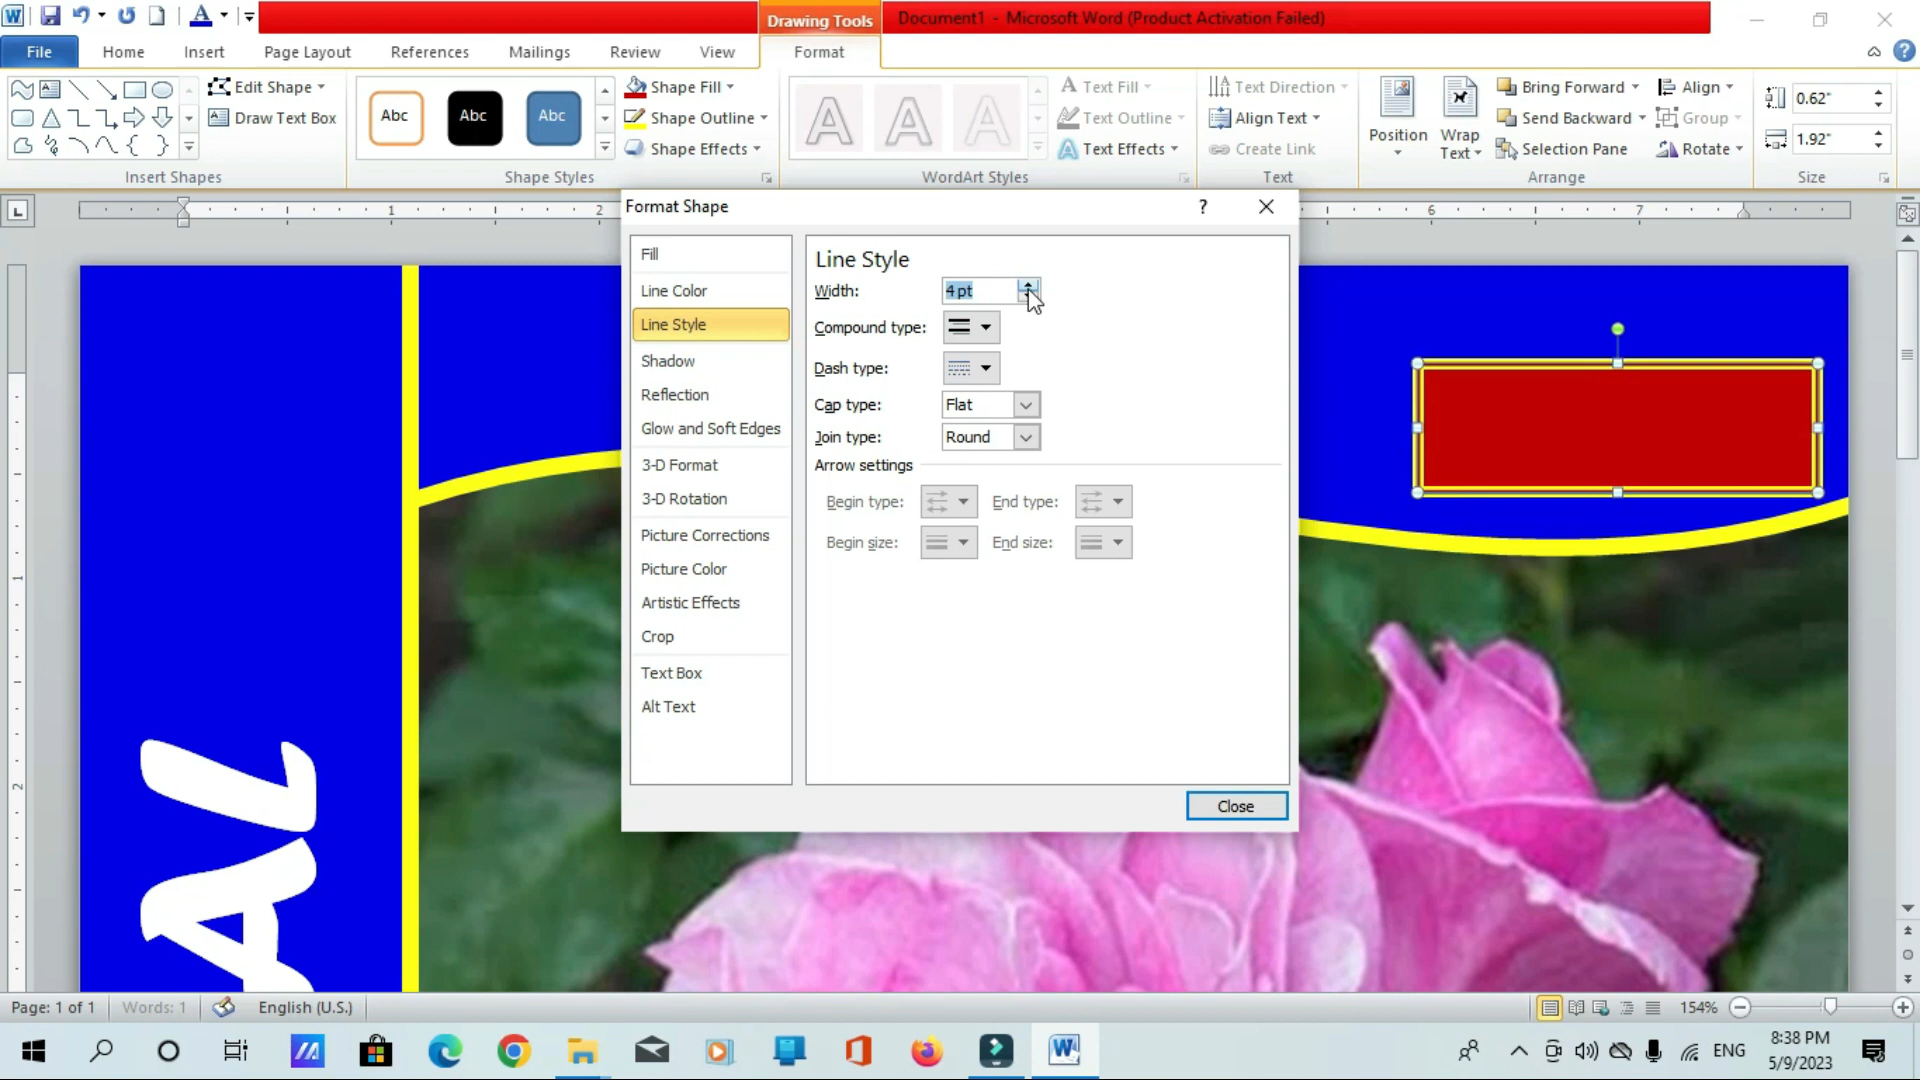 Drawing Tools
Document1 - Microsoft Word (Product Activation Failed)
File Home Insert Page Layout References Mailings Review View Format
Edit Shape
Draw Text Box
Insert Shapes
Abc Abc Abc
Shape Fill
Shape Outline
Shape Effects
Shape Styles
A A A
Text Fill
Text Outline
Text Effects
WordArt Styles
Text Direction
Align Text
Create Link
Text
Position
Wrap Text
Bring Forward
Send Backward
Selection Pane
Align
Group
Rotate
Arrange
0.62"
1.92"
Size
1 2 6 7
Format Shape
Fill
Line Color
Line Style
Shadow
Reflection
Glow and Soft Edges
3-D Format
3-D Rotation
Picture Corrections
Picture Color
Artistic Effects
Crop
Text Box
Alt Text
Line Style
Width: 4 pt
Compound type:
Dash type:
Cap type: Flat
Join type: Round
Arrow settings
Begin type: End type:
Begin size: End size:
Close
1
2
AL
Page: 1 of 1 Words: 1 English (U.S.)
154%
ENG
8:38 PM
5/9/2023